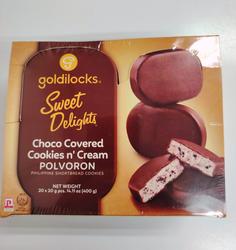 goldilocks
Sweet
Delights
Choco Covered
Cookies n' Cream
POLVORON
PHILIPPINE SHORTBREAD COOKIES
NET WEIGHT
20 x 20 g pcs. 14.11 oz (400 g)